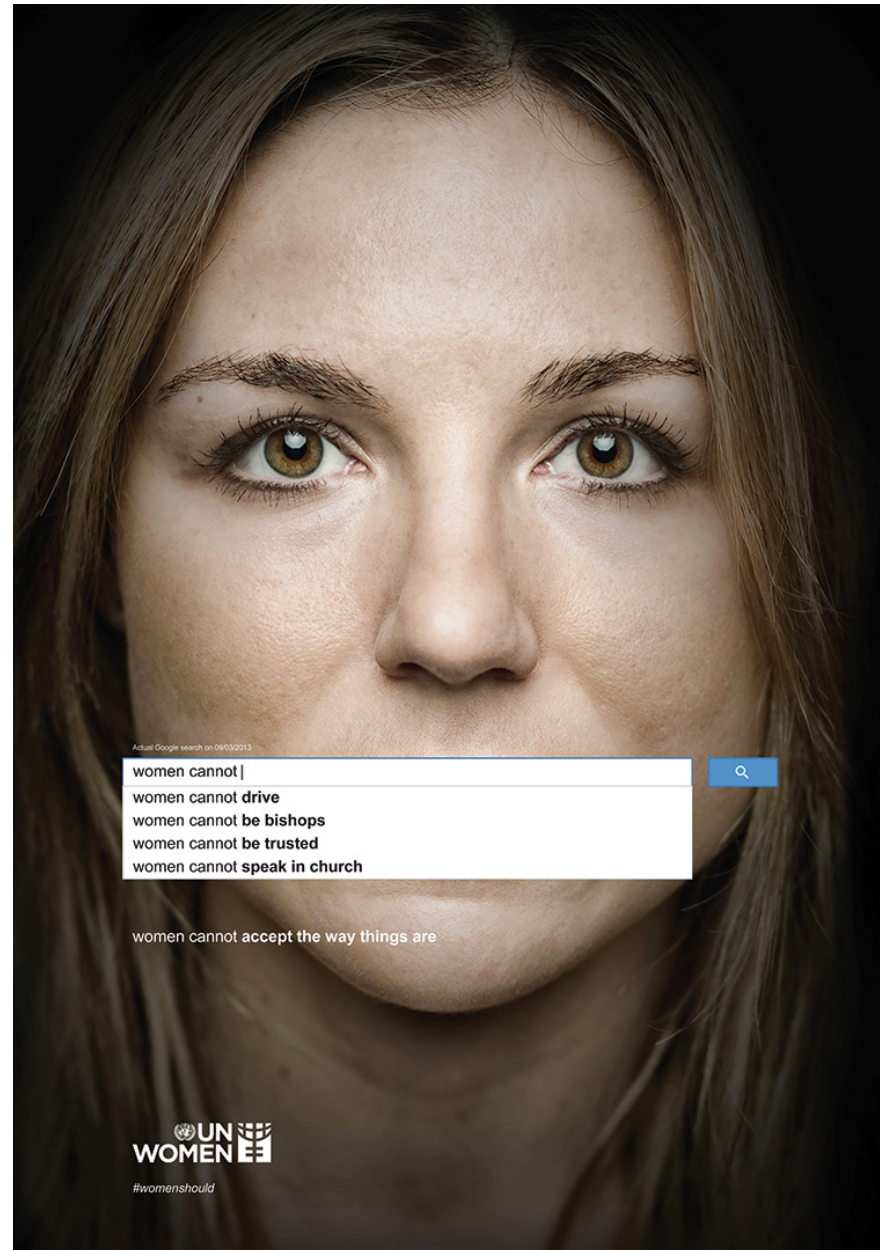 Actual Google search on 09/03/2013
women cannot
women cannot drive
women cannot be bishops
women cannot be trusted
women cannot speak in church
women cannot accept the way things are
UN
WOMEN
#womenshould